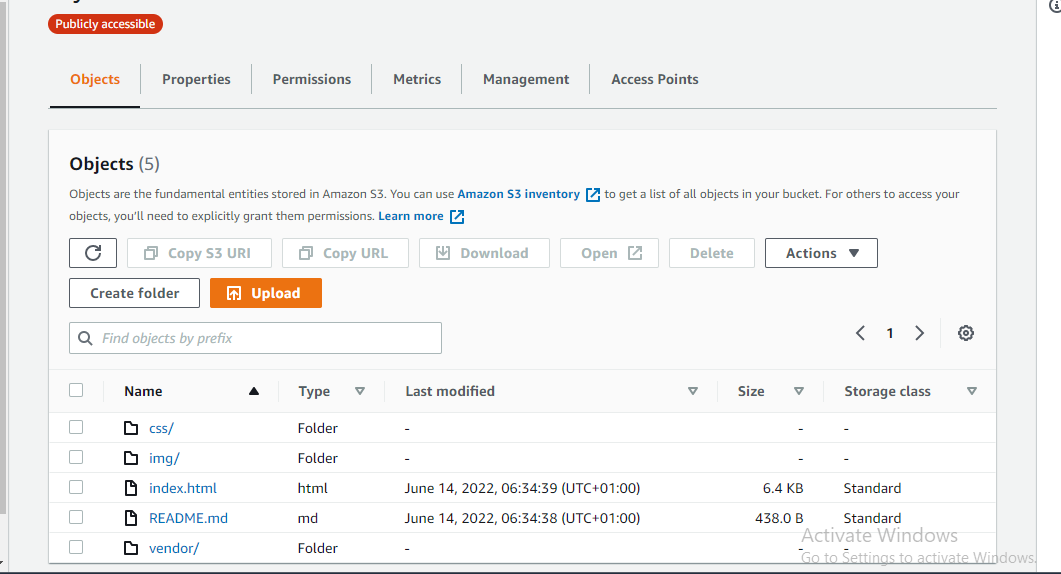 Publicly accessible
Objects Properties Permissions Metrics Management Access Points
Objects (5)
Objects are the fundamental entities stored in Amazon S3. You can use Amazon S3 inventory to get a list of all objects in your bucket. For others to access your
objects, you'll need to explicitly grant them permissions. Learn more
Copy S3 URI Copy URL Download Open Delete Actions
Create folder Upload
Find objects by prefix 1
Name Type Last modified Size Storage class
css/ Folder - - -
img/ Folder - - -
index.html html June 14, 2022, 06:34:39 (UTC+01:00) 6.4 KB Standard
README.md md June 14, 2022, 06:34:38 (UTC+01:00) 438.0 B Standard
vendor/ Folder - - -
Activate Windows
Go to Settings to activate Windows.